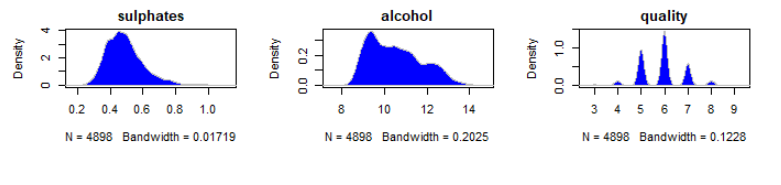 sulphates
Density
0 2 4
0.2 0.4 0.6 0.8 1.0
N = 4898 Bandwidth = 0.01719
alcohol
Density
0.0 0.2
8 10 12 14
N = 4898 Bandwidth = 0.2025
quality
Density
0.0 1.0
3 4 5 6 7 8 9
N = 4898 Bandwidth = 0.1228